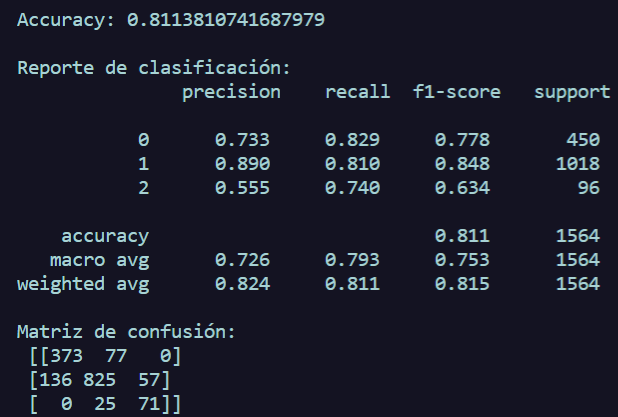 Accuracy: 0.8113810741687979
Reporte de clasificación:
precision recall f1-score support
0 0.733 0.829 0.778 450
1 0.890 0.810 0.848 1018
2 0.555 0.740 0.634 96
accuracy 0.811 1564
macro avg 0.726 0.793 0.753 1564
weighted avg 0.824 0.811 0.815 1564
Matriz de confusión:
[[373 77 0]
[136 825 57]
[ 0 25 71]]